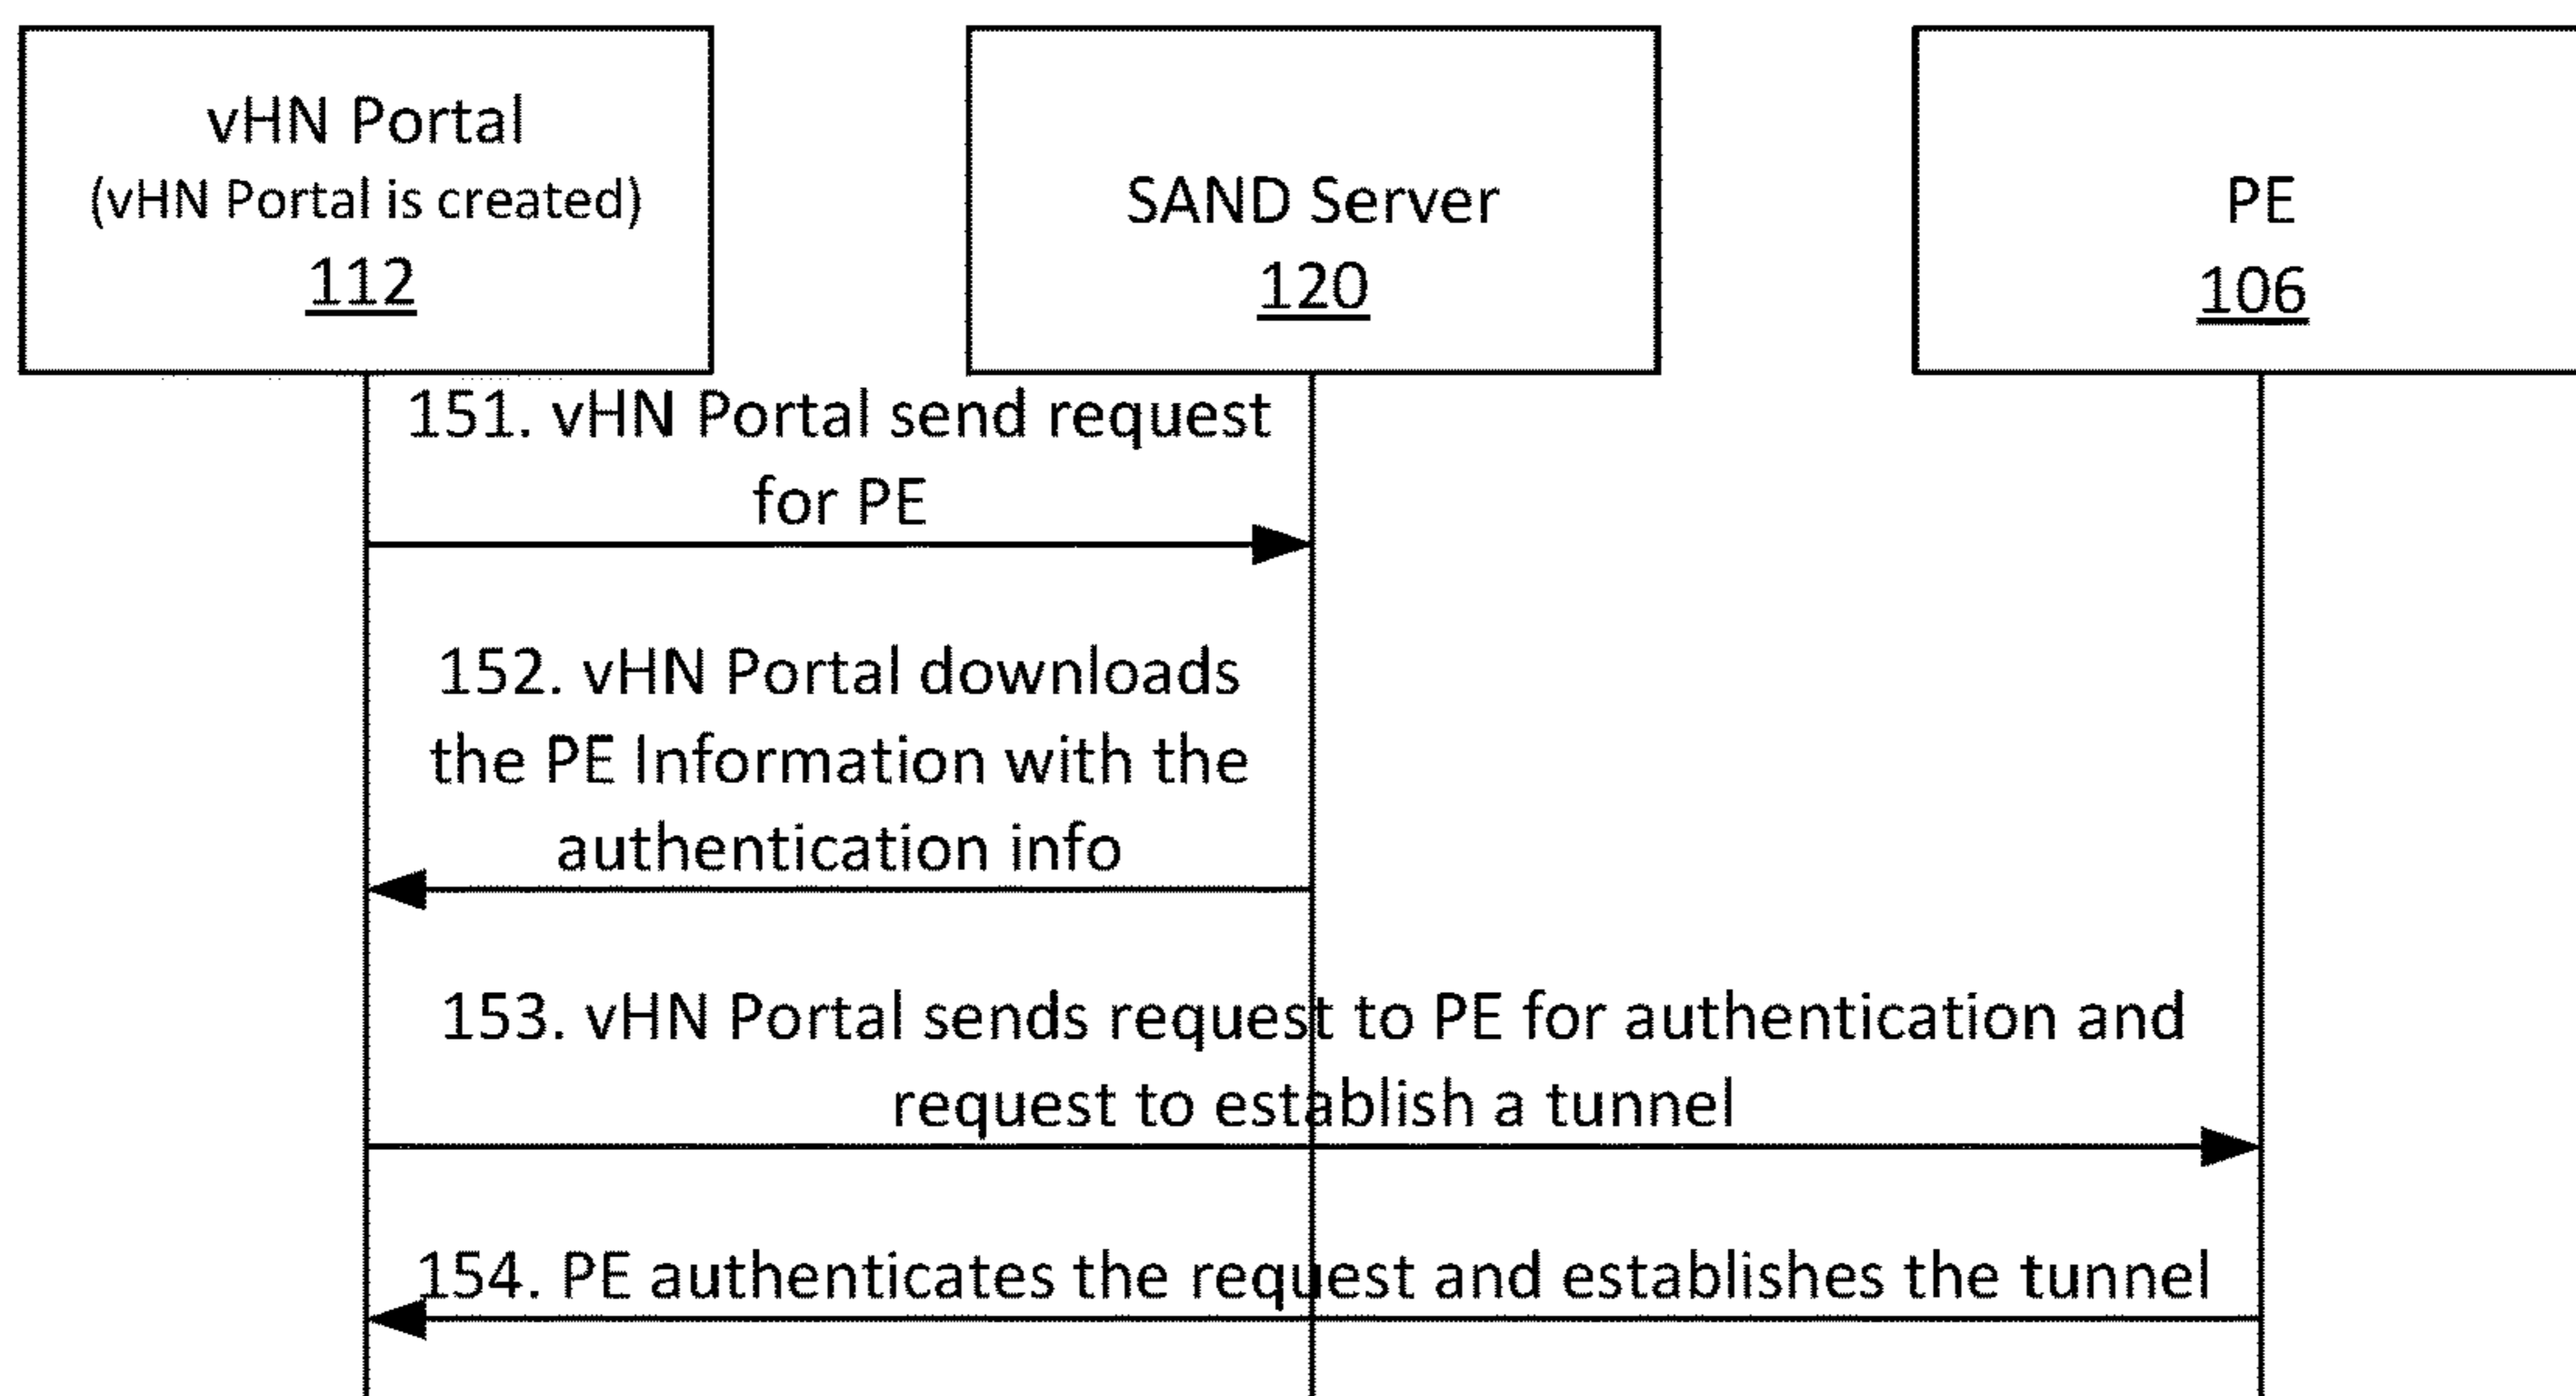 vHN Portal
(vHN Portal is created)
112
SAND Server
120
PE
106
151. vHN Portal send request
for PE
152. vHN Portal downloads
the PE Information with the
authentication info
153. vHN Portal sends request to PE for authentication and
request to establish a tunnel
154. PE authenticates the request and establishes the tunnel